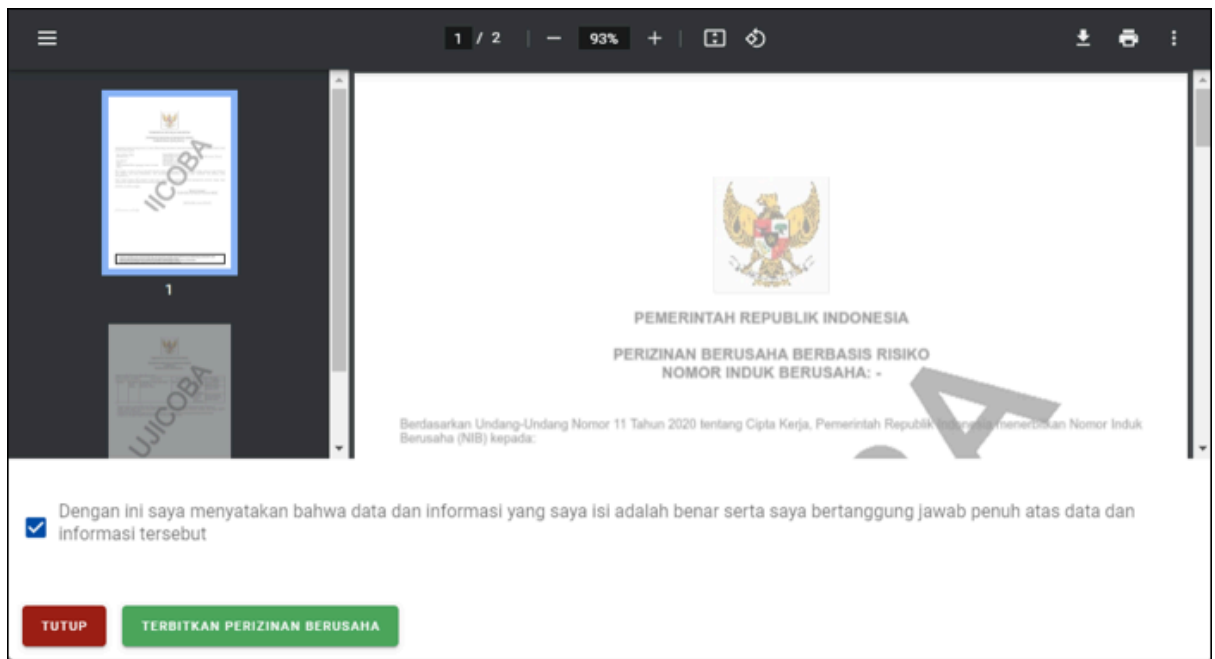 1 / 2
93%
UJICOBA
1
UJICOBA
PEMERINTAH REPUBLIK INDONESIA
PERIZINAN BERUSAHA BERBASIS RISIKO
NOMOR INDUK BERUSAHA: -
Berdasarkan Undang-Undang Nomor 11 Tahun 2020 tentang Cipta Kerja, Pemerintah Republik Indonesia menerbitkan Nomor Induk
Berusaha (NIB) kepada:
Dengan ini saya menyatakan bahwa data dan informasi yang saya isi adalah benar serta saya bertanggung jawab penuh atas data dan
informasi tersebut
TUTUP
TERBITKAN PERIZINAN BERUSAHA